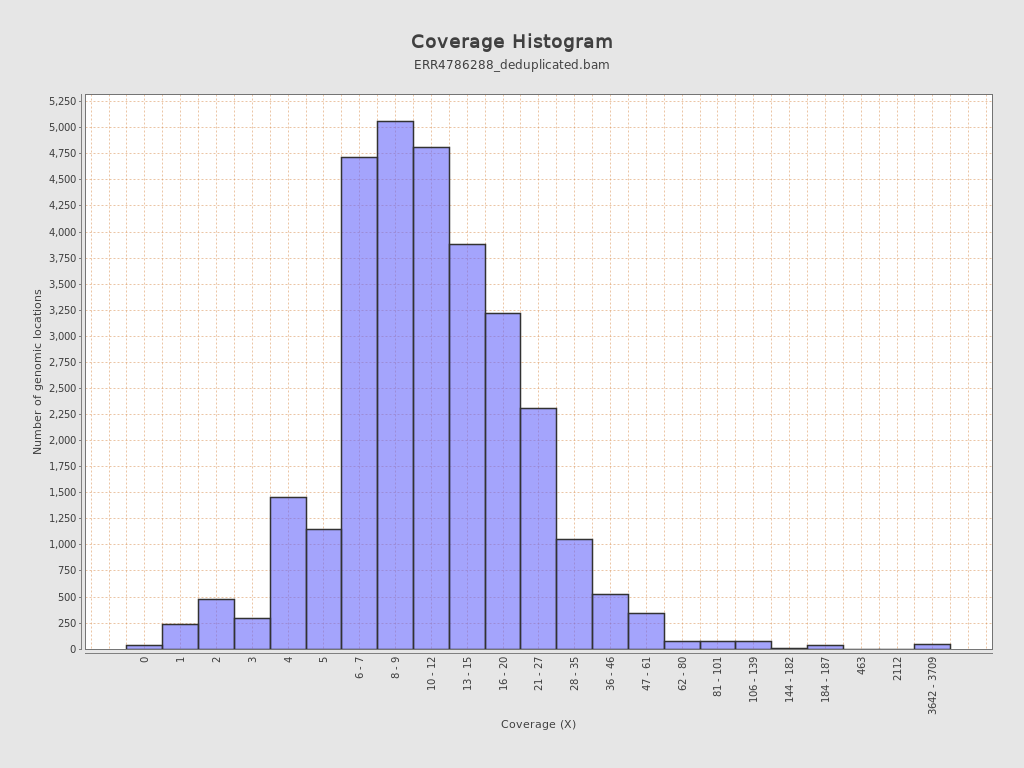 Coverage Histogram
ERR4786288_deduplicated.bam
5,250
5,000
4,750
4,500
4,250
4,000
3,750
3,500
3,250
3,000
2,750
2,500
2,250
2,000
1,750
1,500
1,250
1,000
750
500
250
0
Number of genomic locations
0
1
2
3
4
5
6 - 7
8 - 9
10 - 12
13 - 15
16 - 20
21 - 27
28 - 35
36 - 46
47 - 61
62 - 80
81 - 101
106 - 139
144 - 182
184 - 187
463
2112
3642 - 3709
Coverage (X)